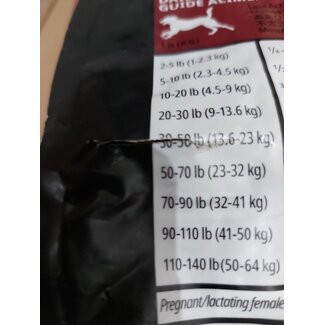 GUIDE ALIM
LB (KG)
2-5 lb (1-2.3 kg)
5-10 lb (2.3-4.5 kg)
10-20 lb (4.5-9 kg)
20-30 lb (9-13.6 kg)
30-50 lb (13.6-23 kg)
50-70 lb (23-32 kg)
70-90 lb (32-41 kg)
90-110 lb (41-50 kg)
110-140 lb (50-64 kg)
Pregnant/lactating female